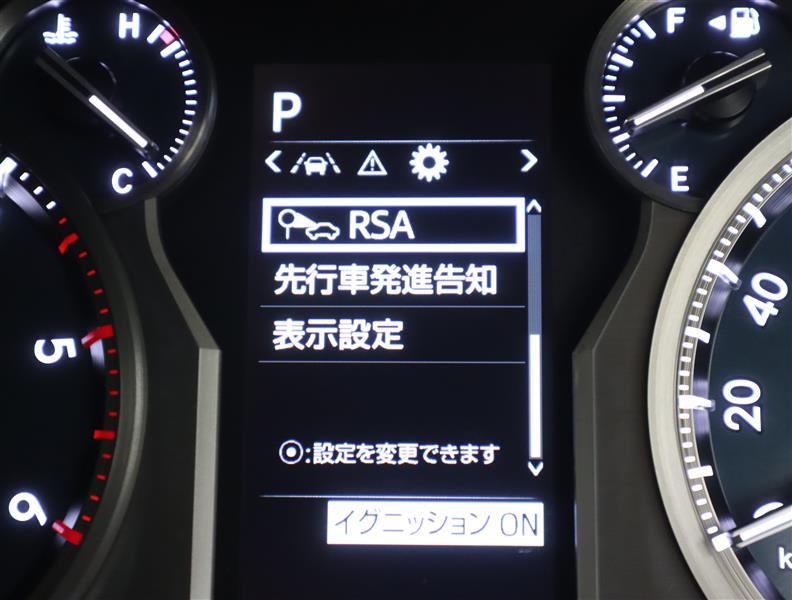 H
C
F
E
P
RSA
先行車発進告知
表示設定
:設定を変更できます
イグニッション ON
5
6
40
20
0
k